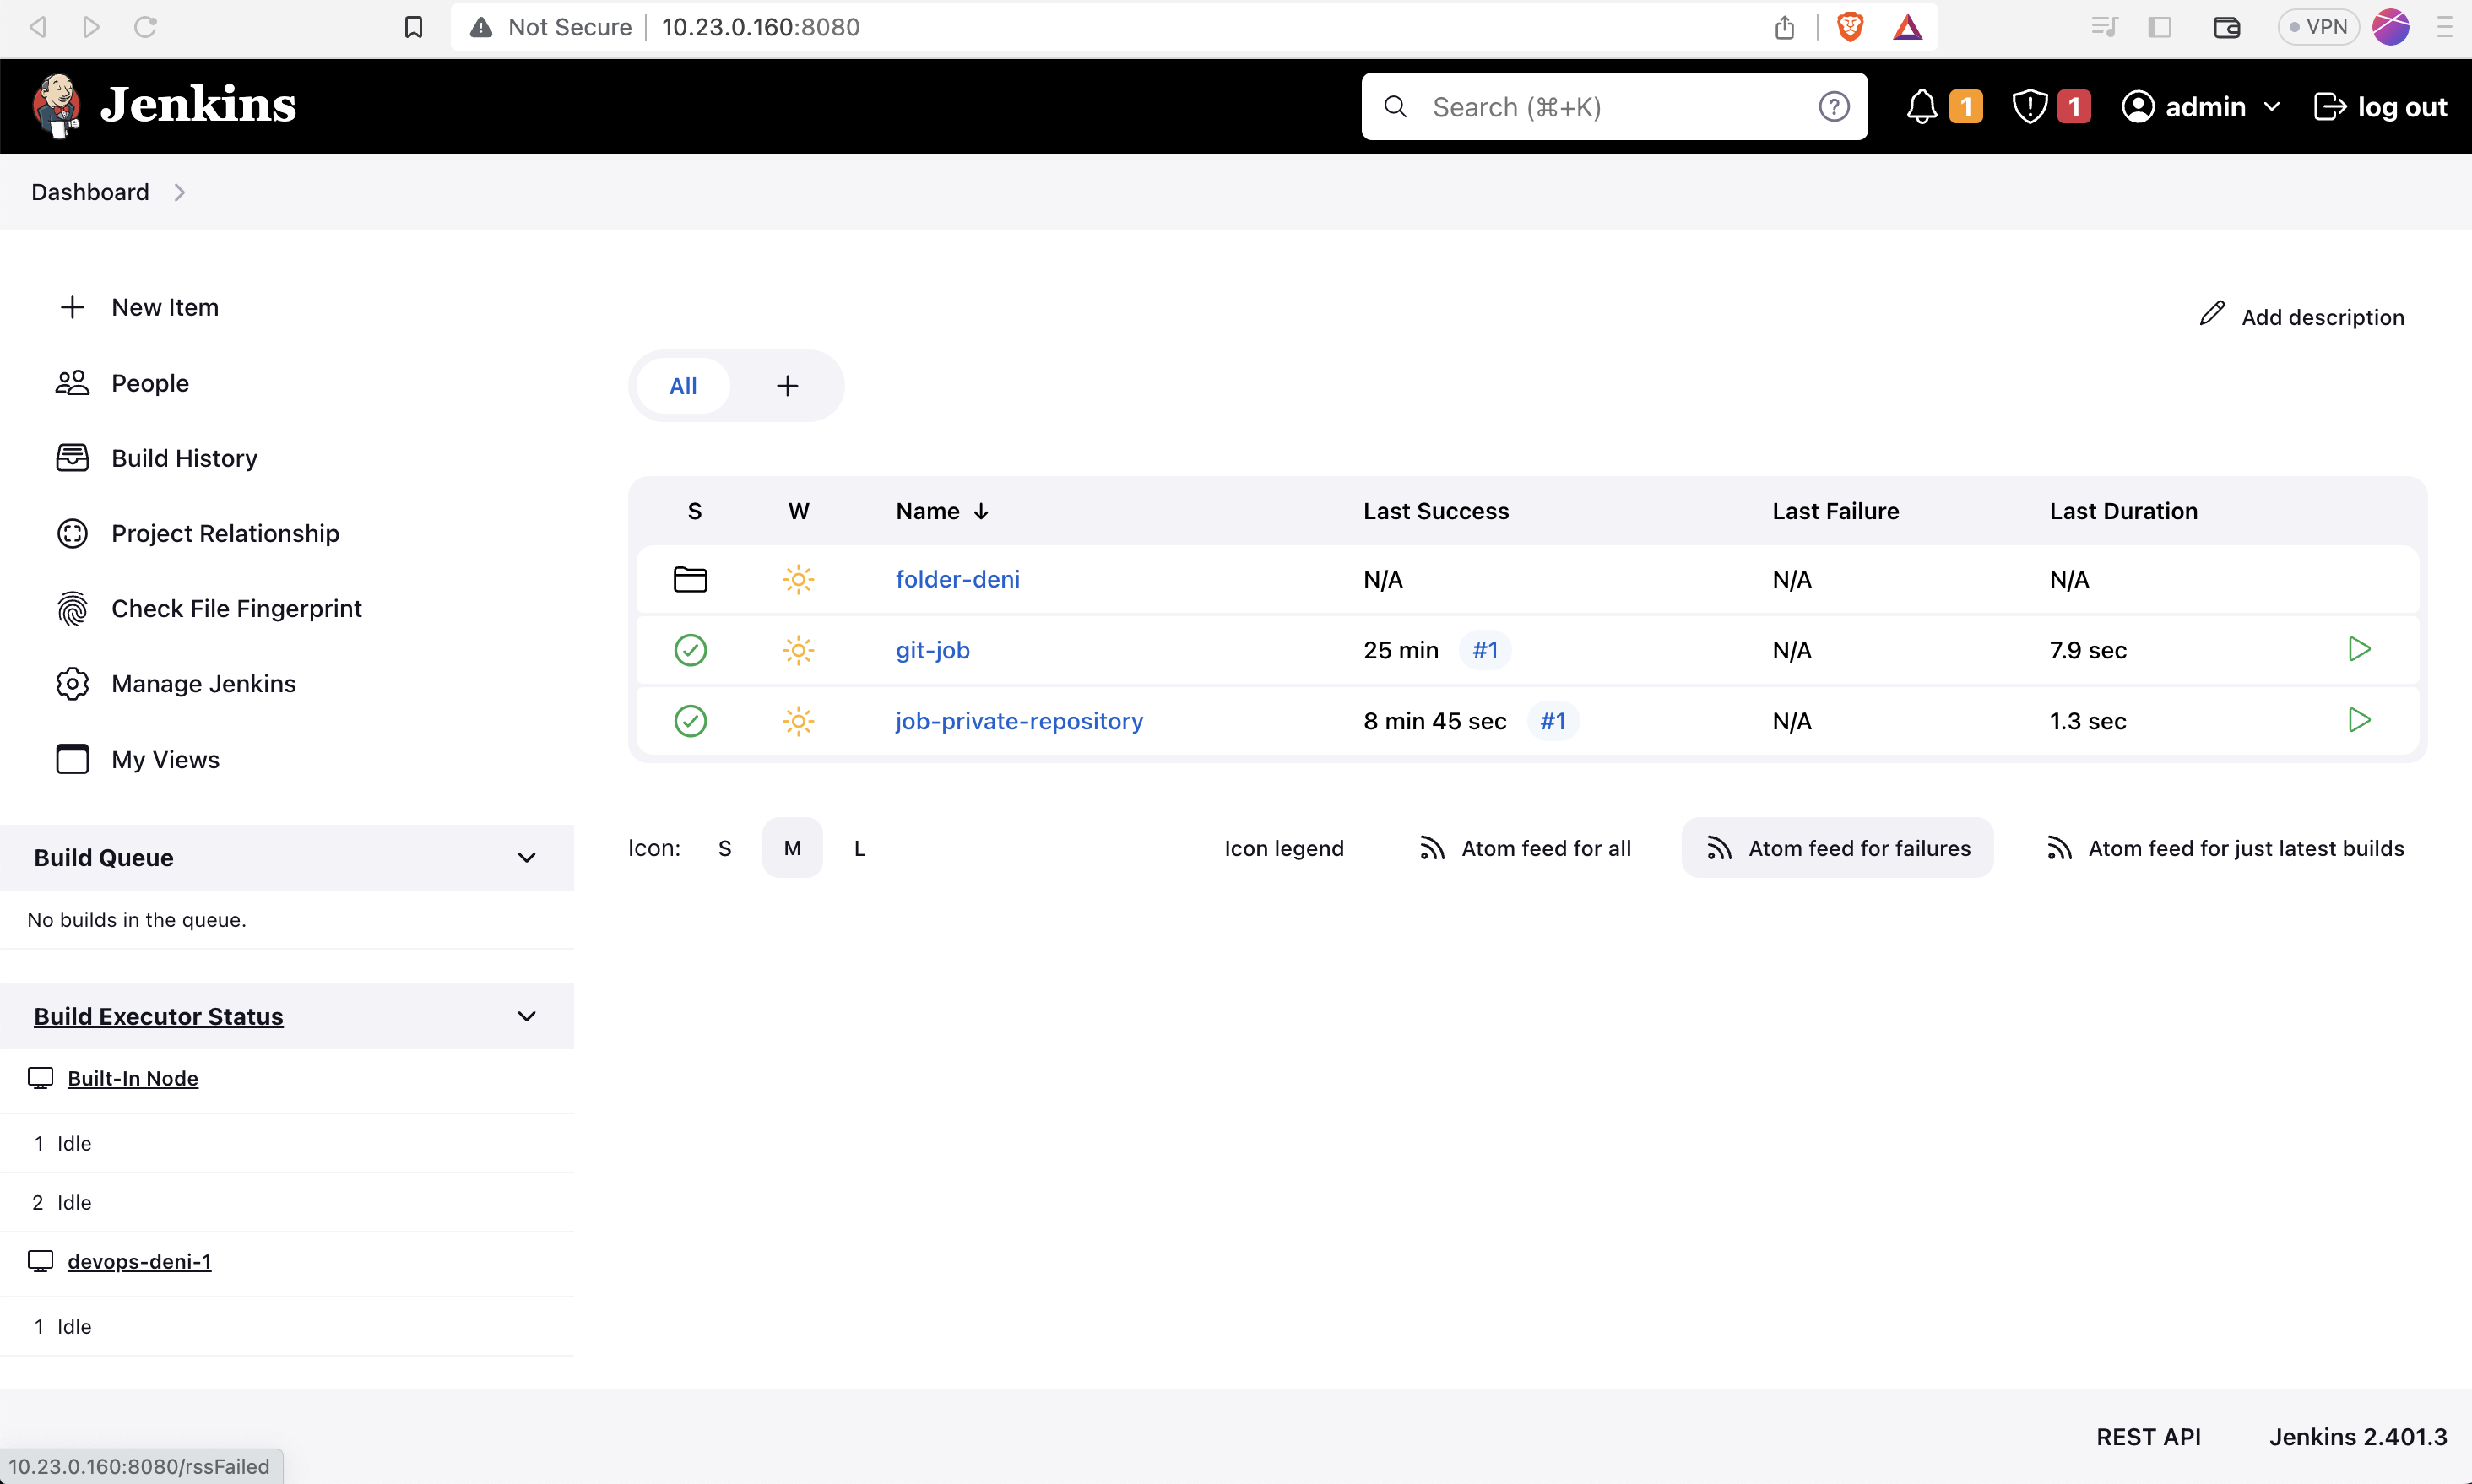 Not Secure 10.23.0.160:8080 VPN
Jenkins Search (⌘+K) 1 1 admin log out
Dashboard
New Item
People
Build History
Project Relationship
Check File Fingerprint
Manage Jenkins
My Views
Build Queue
No builds in the queue.
Build Executor Status
Built-In Node
1 Idle
2 Idle
devops-deni-1
1 Idle
Add description
All
S W Name ↓ Last Success Last Failure Last Duration
folder-deni N/A N/A N/A
git-job 25 min #1 N/A 7.9 sec
job-private-repository 8 min 45 sec #1 N/A 1.3 sec
Icon: S M L Icon legend Atom feed for all Atom feed for failures Atom feed for just latest builds
REST API Jenkins 2.401.3
10.23.0.160:8080/rssFailed